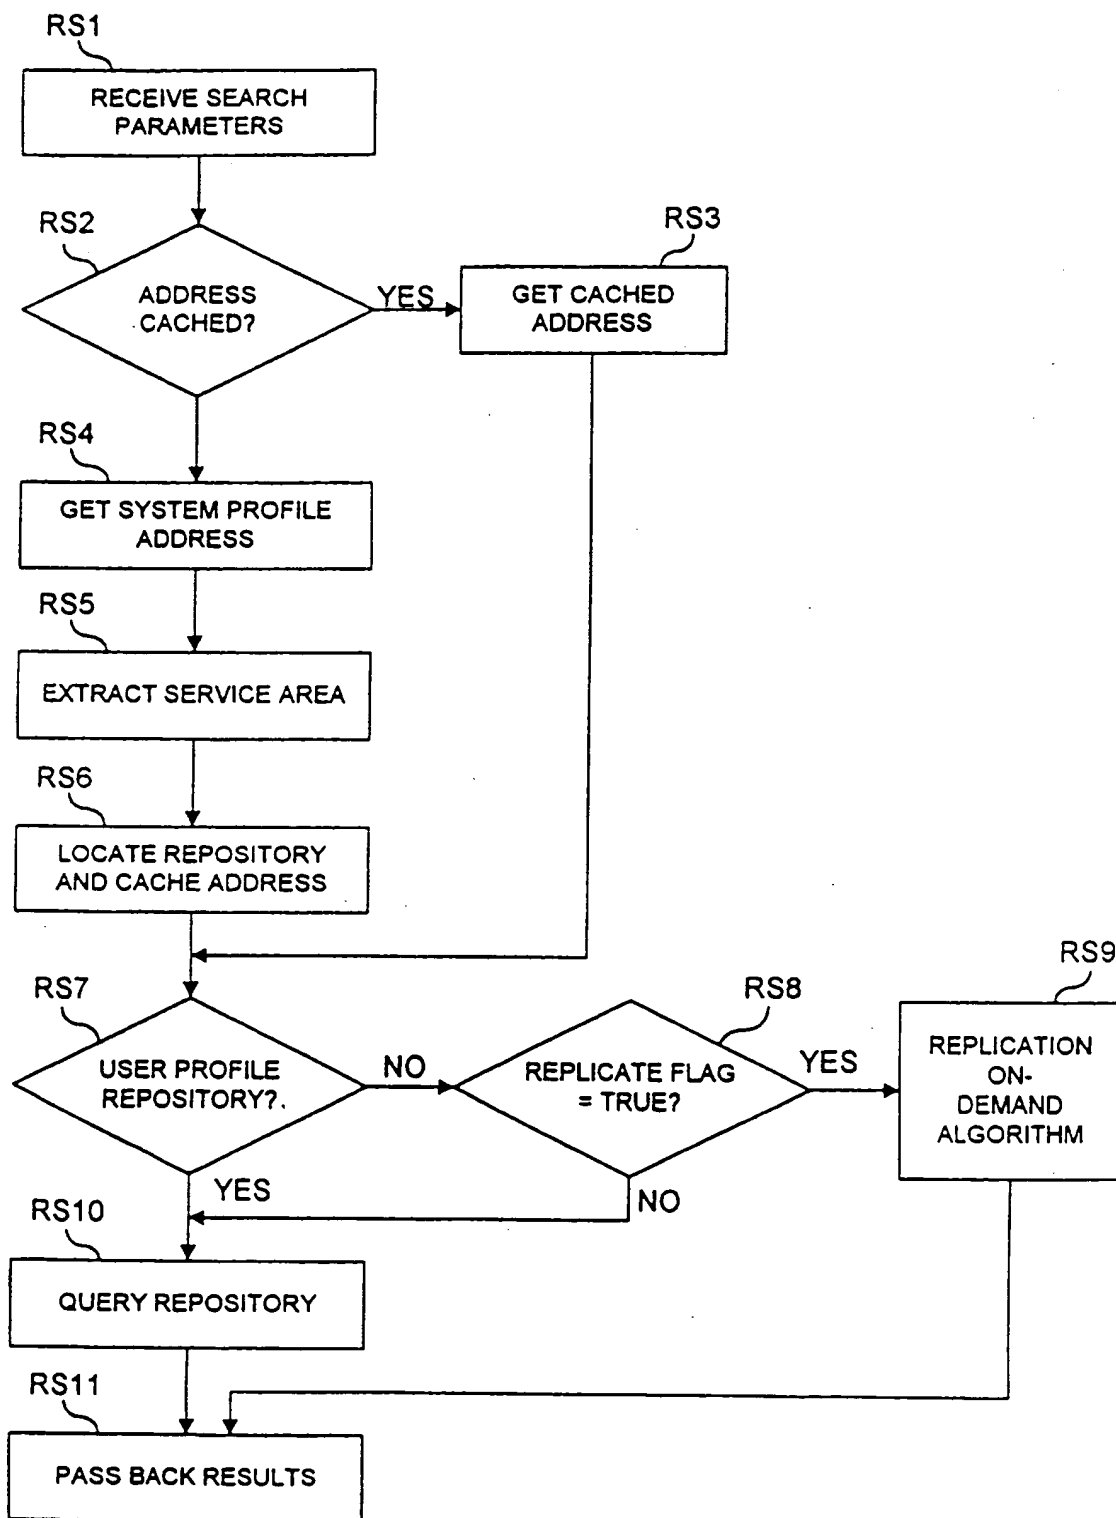 RS1
RECEIVE SEARCH
PARAMETERS
RS2
ADDRESS
CACHED?
YES
RS3
GET CACHED
ADDRESS
RS4
GET SYSTEM PROFILE
ADDRESS
RS5
EXTRACT SERVICE AREA
RS6
LOCATE REPOSITORY
AND CACHE ADDRESS
RS7
USER PROFILE
REPOSITORY?
NO
YES
RS8
REPLICATE FLAG
= TRUE?
YES
NO
RS9
REPLICATION
ON-
DEMAND
ALGORITHM
RS10
QUERY REPOSITORY
RS11
PASS BACK RESULTS